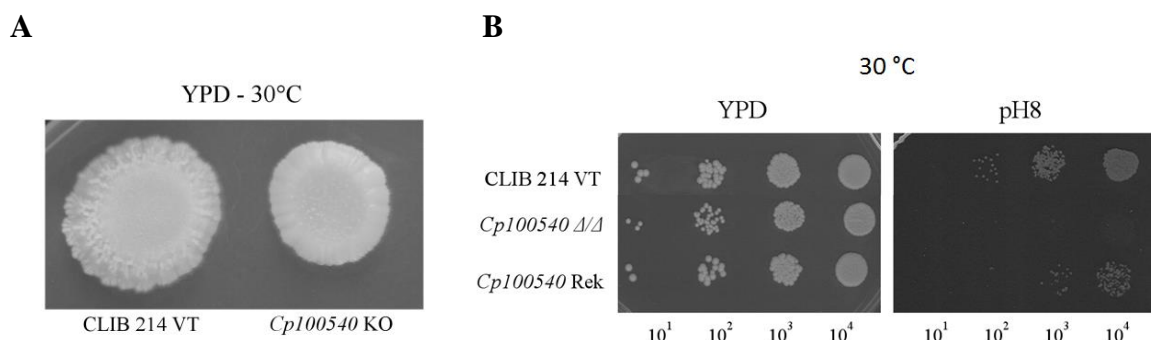 A
YPD - 30°C
CLIB 214 VT
Cp100540 KO
B
30 °C
YPD
pH8
CLIB 214 VT
Cp100540 Δ/Δ
Cp100540 Rek
10¹ 10² 10³ 10⁴
10¹ 10² 10³ 10⁴